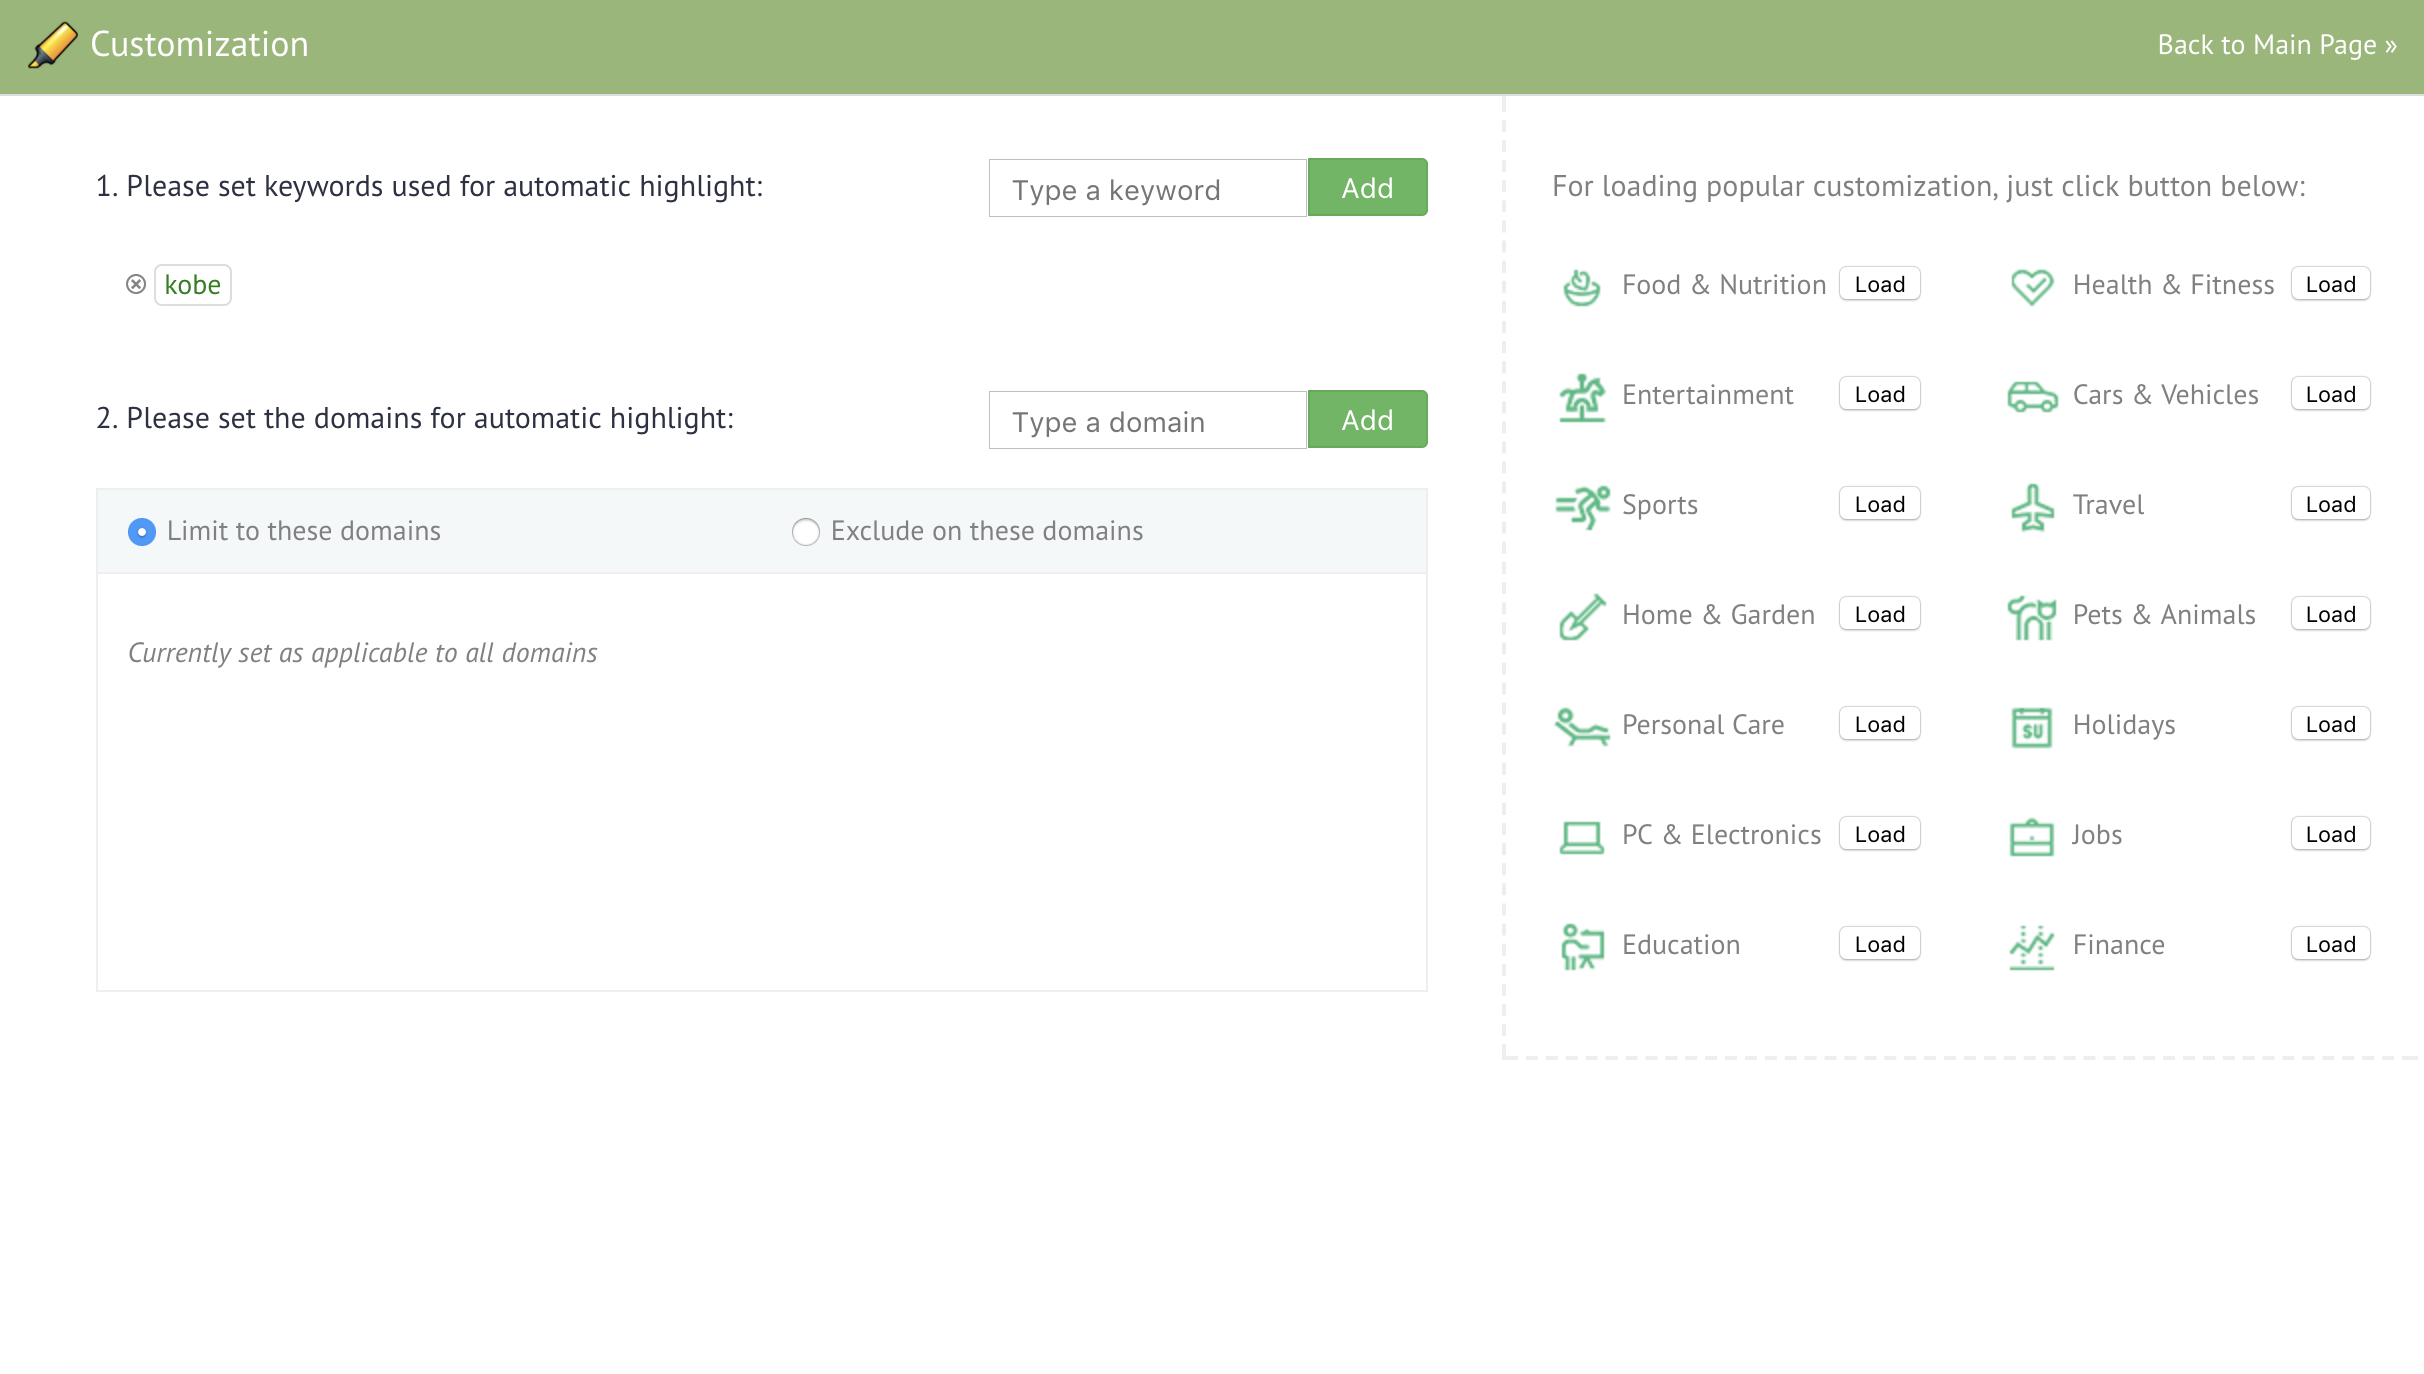 Customization
Back to Main Page »
1. Please set keywords used for automatic highlight:
Type a keyword
Add
kobe
2. Please set the domains for automatic highlight:
Type a domain
Add
Limit to these domains
Exclude on these domains
Currently set as applicable to all domains
For loading popular customization, just click button below:
Food & Nutrition Load Health & Fitness Load
Entertainment Load Cars & Vehicles Load
Sports Load Travel Load
Home & Garden Load Pets & Animals Load
Personal Care Load SU Holidays Load
PC & Electronics Load Jobs Load
Education Load Finance Load